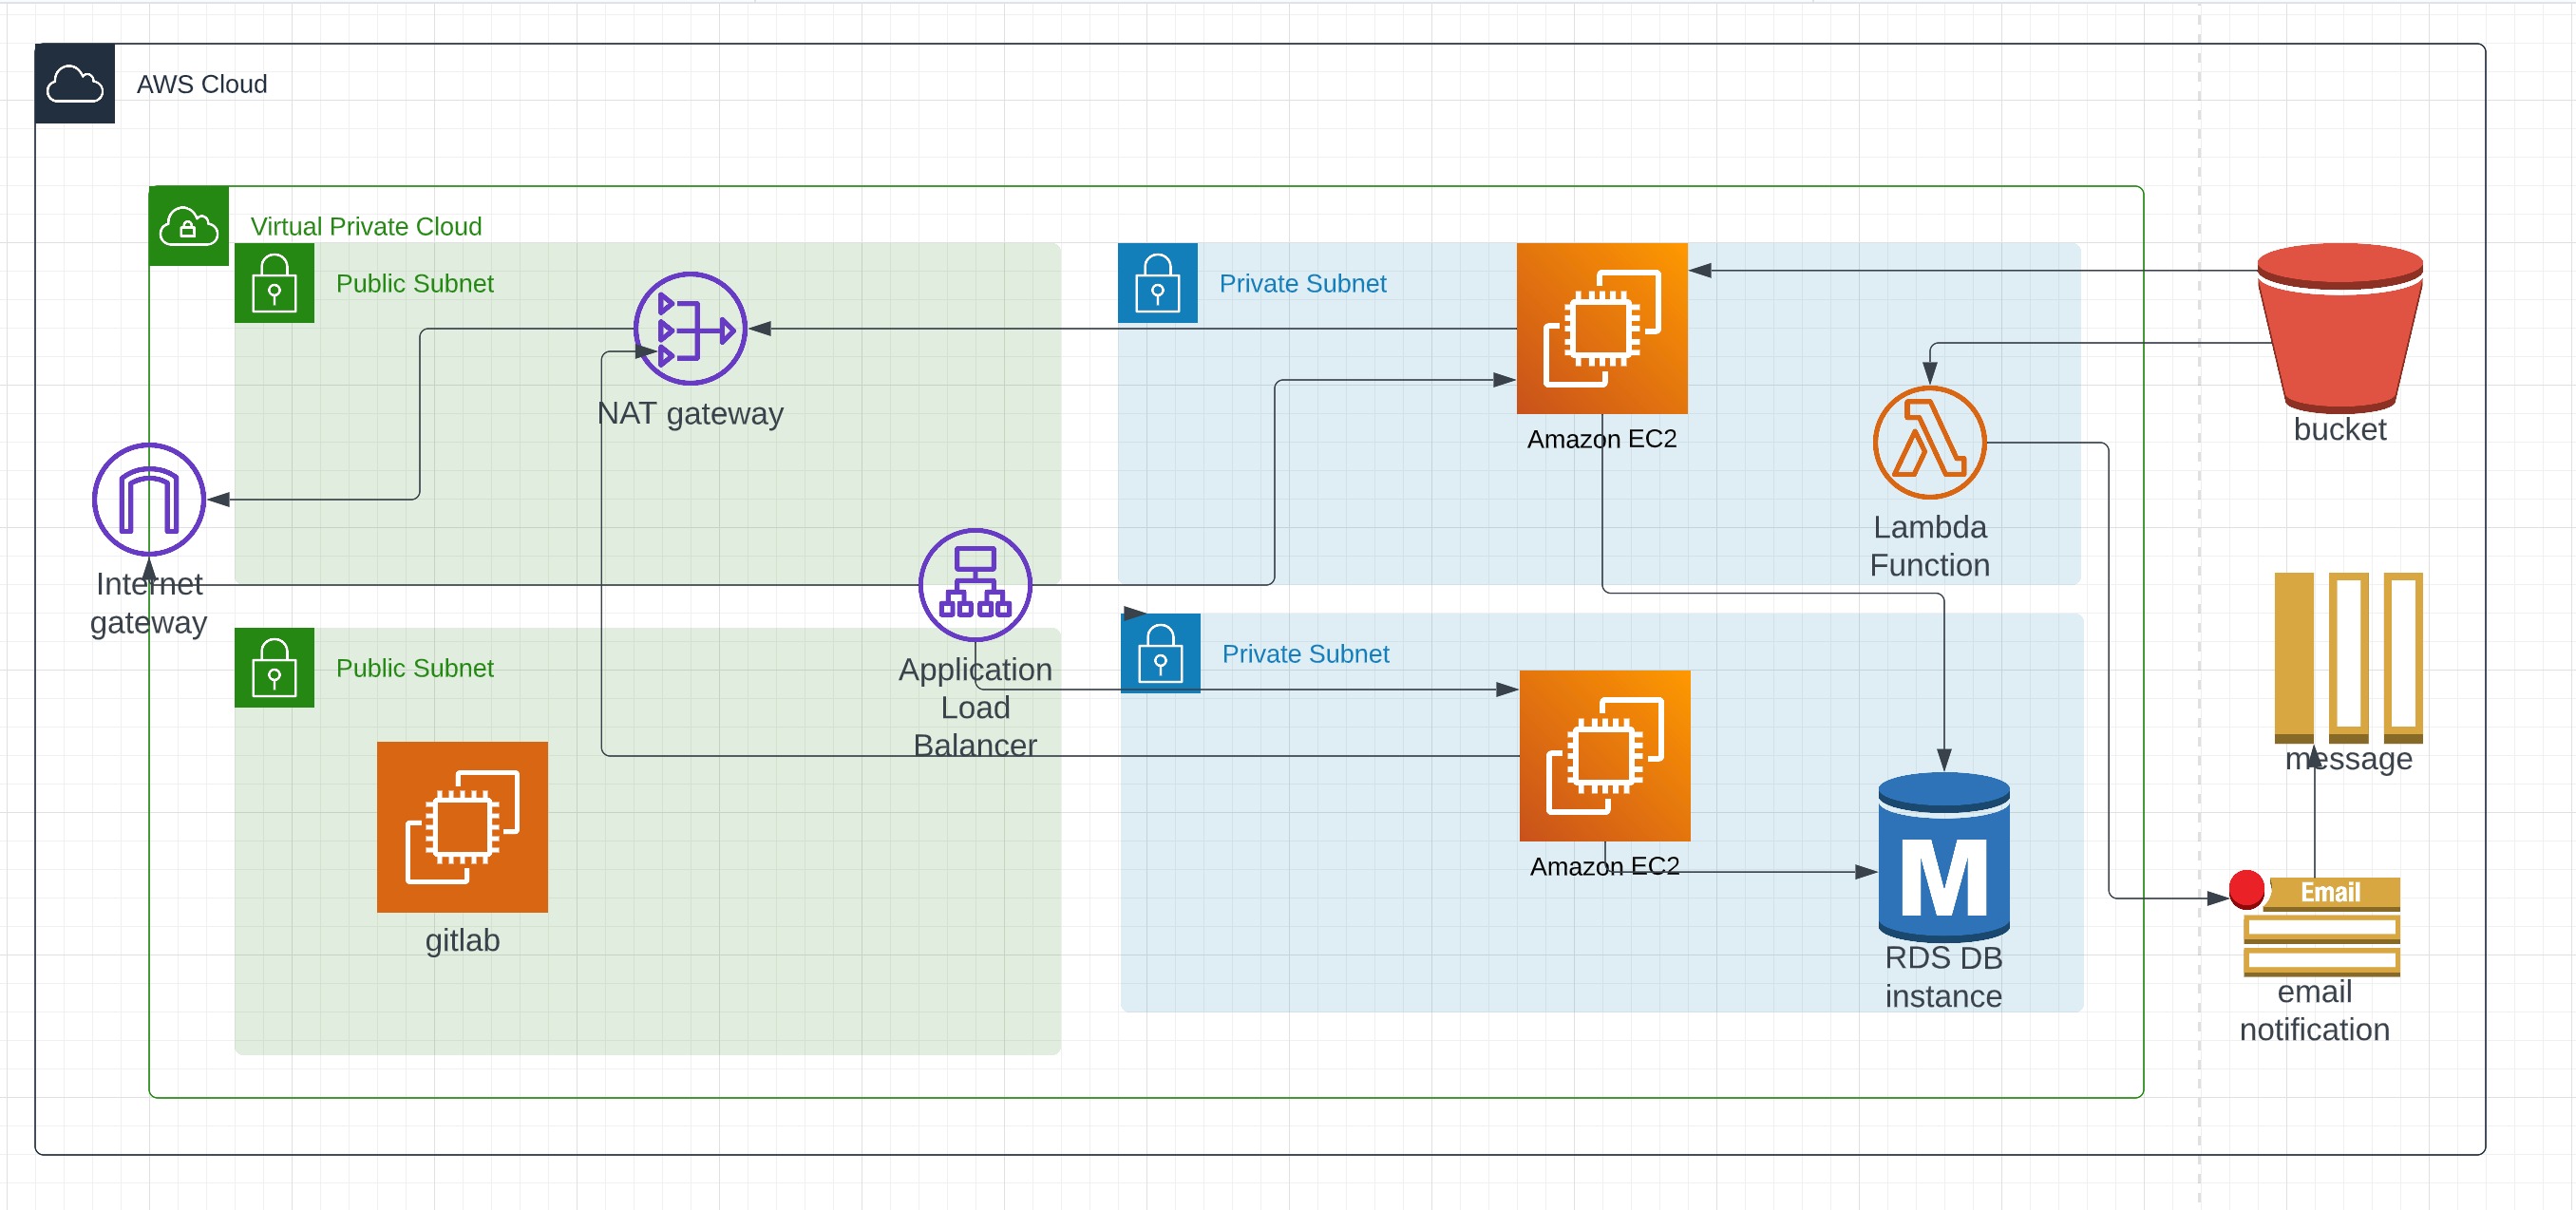 AWS Cloud
Virtual Private Cloud
Public Subnet
NAT gateway
Private Subnet
Amazon EC2
Lambda
Function
bucket
Internet
gateway
Application
Load
Balancer
Public Subnet
gitlab
Private Subnet
Amazon EC2
M
RDS DB
instance
message
Email
email
notification